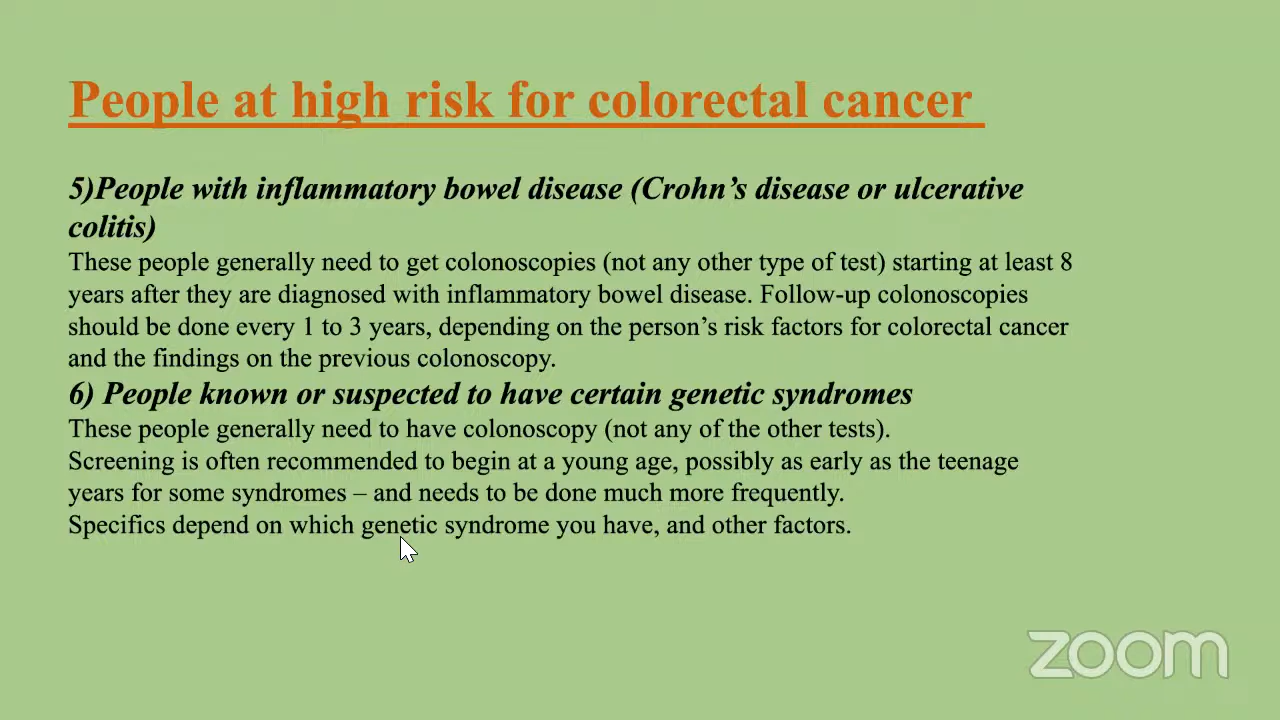 People at high risk for colorectal cancer
5)People with inflammatory bowel disease (Crohn’s disease or ulcerative
colitis)
These people generally need to get colonoscopies (not any other type of test) starting at least 8
years after they are diagnosed with inflammatory bowel disease. Follow-up colonoscopies
should be done every 1 to 3 years, depending on the person’s risk factors for colorectal cancer
and the findings on the previous colonoscopy.
6) People known or suspected to have certain genetic syndromes
These people generally need to have colonoscopy (not any of the other tests).
Screening is often recommended to begin at a young age, possibly as early as the teenage
years for some syndromes – and needs to be done much more frequently.
Specifics depend on which genetic syndrome you have, and other factors.
zoom